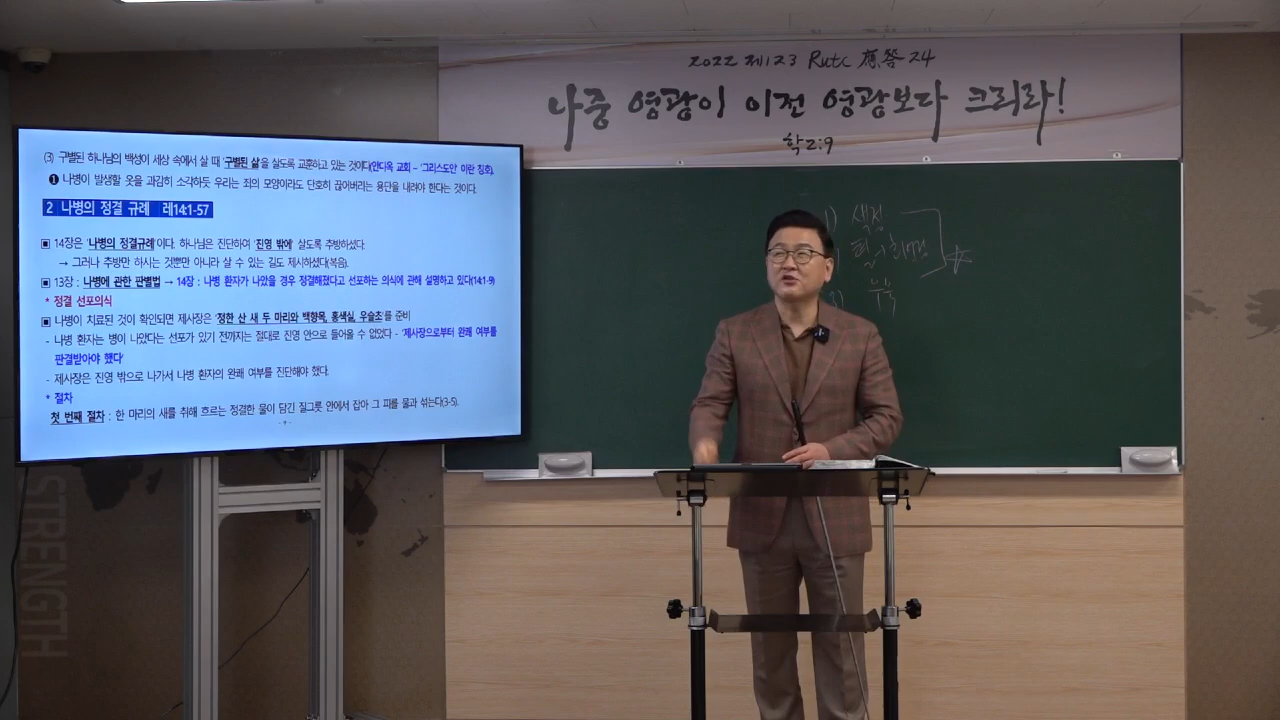 2022 제123 Rutc 應答 24
나중 영광이 이전 영광보다 크리라!
학2:9
(3) 구별된 하나님의 백성이 세상 속에서 살 때 '구별된 삶'을 살도록 교훈하고 있는 것이다(안디옥 교회 – '그리스도인' 이란 칭호).
❶ 나병이 발생할 옷을 과감히 소각하듯 우리는 죄의 모양이라도 단호히 끊어버리는 용단을 내려야 한다는 것이다.
2 나병의 정결 규례 레14:1-57
▣ 14장은 '나병의 정결규례'이다. 하나님은 진단하여 '진영 밖에' 살도록 추방하셨다.
→ 그러나 추방만 하시는 것뿐만 아니라 살 수 있는 길도 제시하셨다(복음).
▣ 13장 : 나병에 관한 판별법 → 14장 : 나병 환자가 나았을 경우 정결해졌다고 선포하는 의식에 관해 설명하고 있다(14:1-9)
* 정결 선포의식
▣ 나병이 치료된 것이 확인되면 제사장은 '정한 산 새 두 마리와 백향목, 홍색실, 우슬초'를 준비
- 나병 환자는 병이 나았다는 선포가 있기 전까지는 절대로 진영 안으로 들어올 수 없었다 - '제사장으로부터 완쾌 여부를
판결받아야 했다'
- 제사장은 진영 밖으로 나가서 나병 환자의 완쾌 여부를 진단해야 했다.
* 절차
첫 번째 절차 : 한 마리의 새를 취해 흐르는 정결한 물이 담긴 질그릇 안에서 잡아 그 피를 물과 섞는다(3-5).
- 9 -
1) 색점
STRENGTH